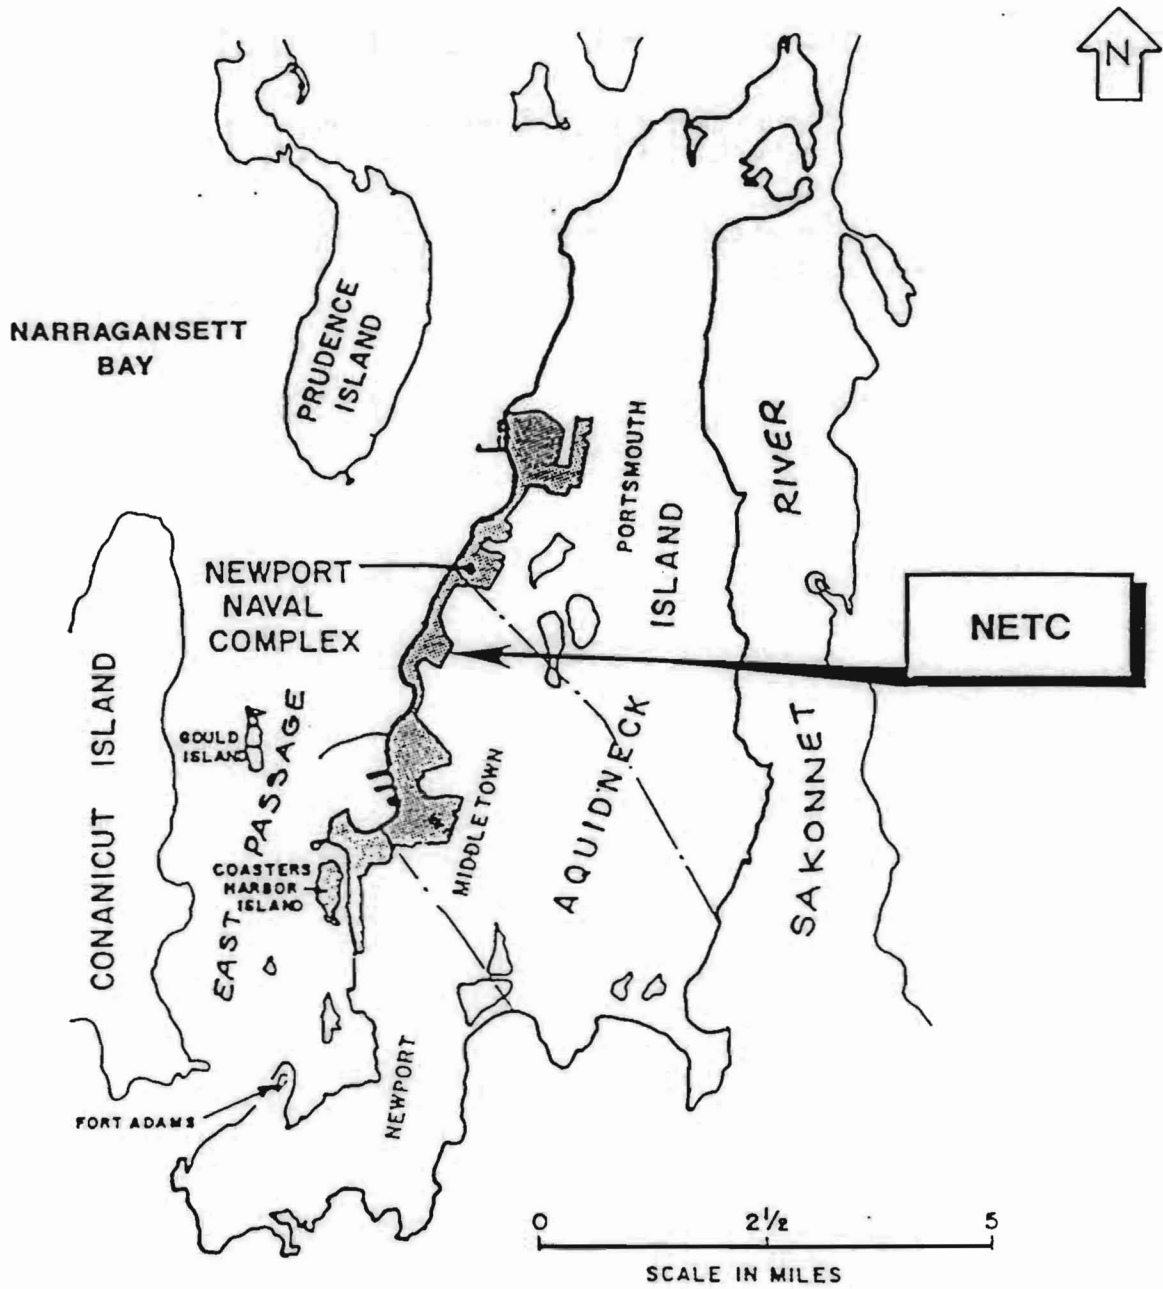 N
NARRAGANSETT
BAY
PRUDENCE
ISLAND
PORTSMOUTH
ISLAND
RIVER
NEWPORT
NAVAL
COMPLEX
NETC
CONANICUT ISLAND
GOULD
ISLAND
EAST PASSAGE
MIDDLETOWN
AQUIDNECK
SAKONNET
COASTERS
HARBOR
ISLAND
FORT ADAMS
NEWPORT
0 2½ 5
SCALE IN MILES